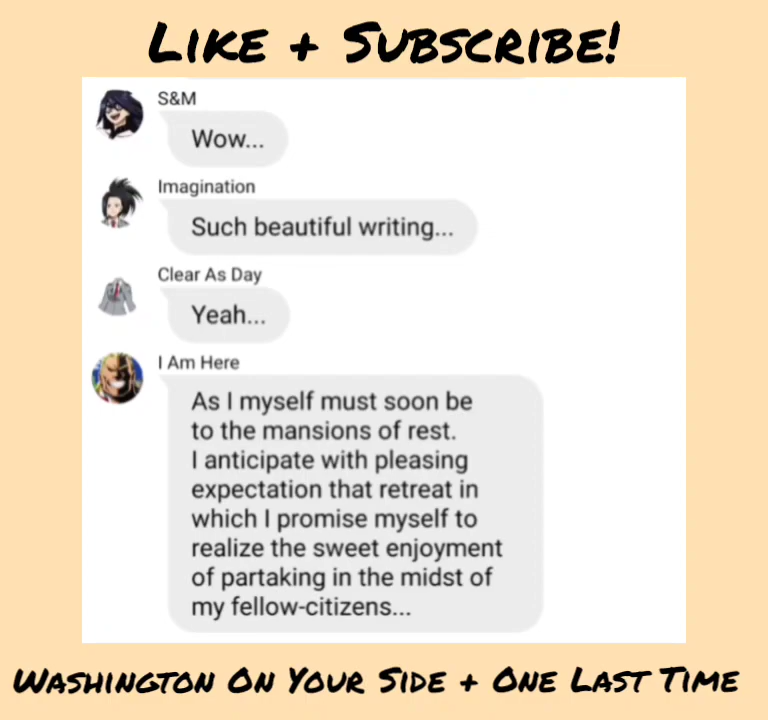 LIKE + SUBSCRIBE!
S&M
Wow...
Imagination
Such beautiful writing...
Clear As Day
Yeah...
I Am Here
As I myself must soon be
to the mansions of rest.
I anticipate with pleasing
expectation that retreat in
which I promise myself to
realize the sweet enjoyment
of partaking in the midst of
my fellow-citizens...
WASHINGTON ON YOUR SIDE + ONE LAST TIME